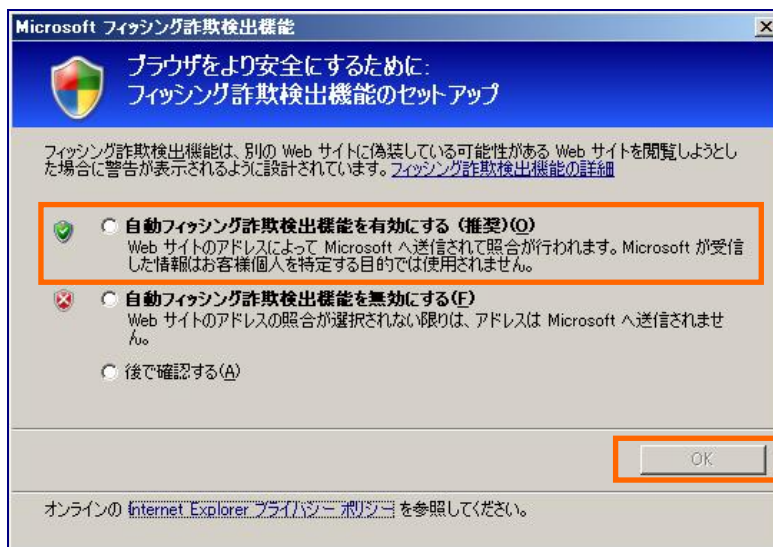 Microsoft フィッシング詐欺検出機能
ブラウザをより安全にするために:
フィッシング詐欺検出機能のセットアップ
フィッシング詐欺検出機能は、別の Web サイトに偽装している可能性がある Web サイトを閲覧しようとし
た場合に警告が表示されるように設計されています。フィッシング詐欺検出機能の詳細
自動フィッシング詐欺検出機能を有効にする (推奨)(O)
Web サイトのアドレスによって Microsoft へ送信されて照合が行われます。Microsoft が受信
した情報はお客様個人を特定する目的では使用されません。
自動フィッシング詐欺検出機能を無効にする(F)
Web サイトのアドレスの照合が選択されない限りは、アドレスは Microsoft へ送信されませ
ん。
後で確認する(A)
OK
オンラインの Internet Explorer プライバシー ポリシー を参照してください。